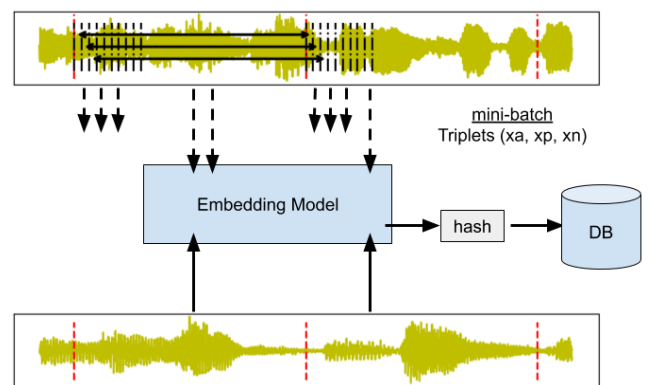 mini-batch
Triplets (xa, xp, xn)
Embedding Model
hash
DB